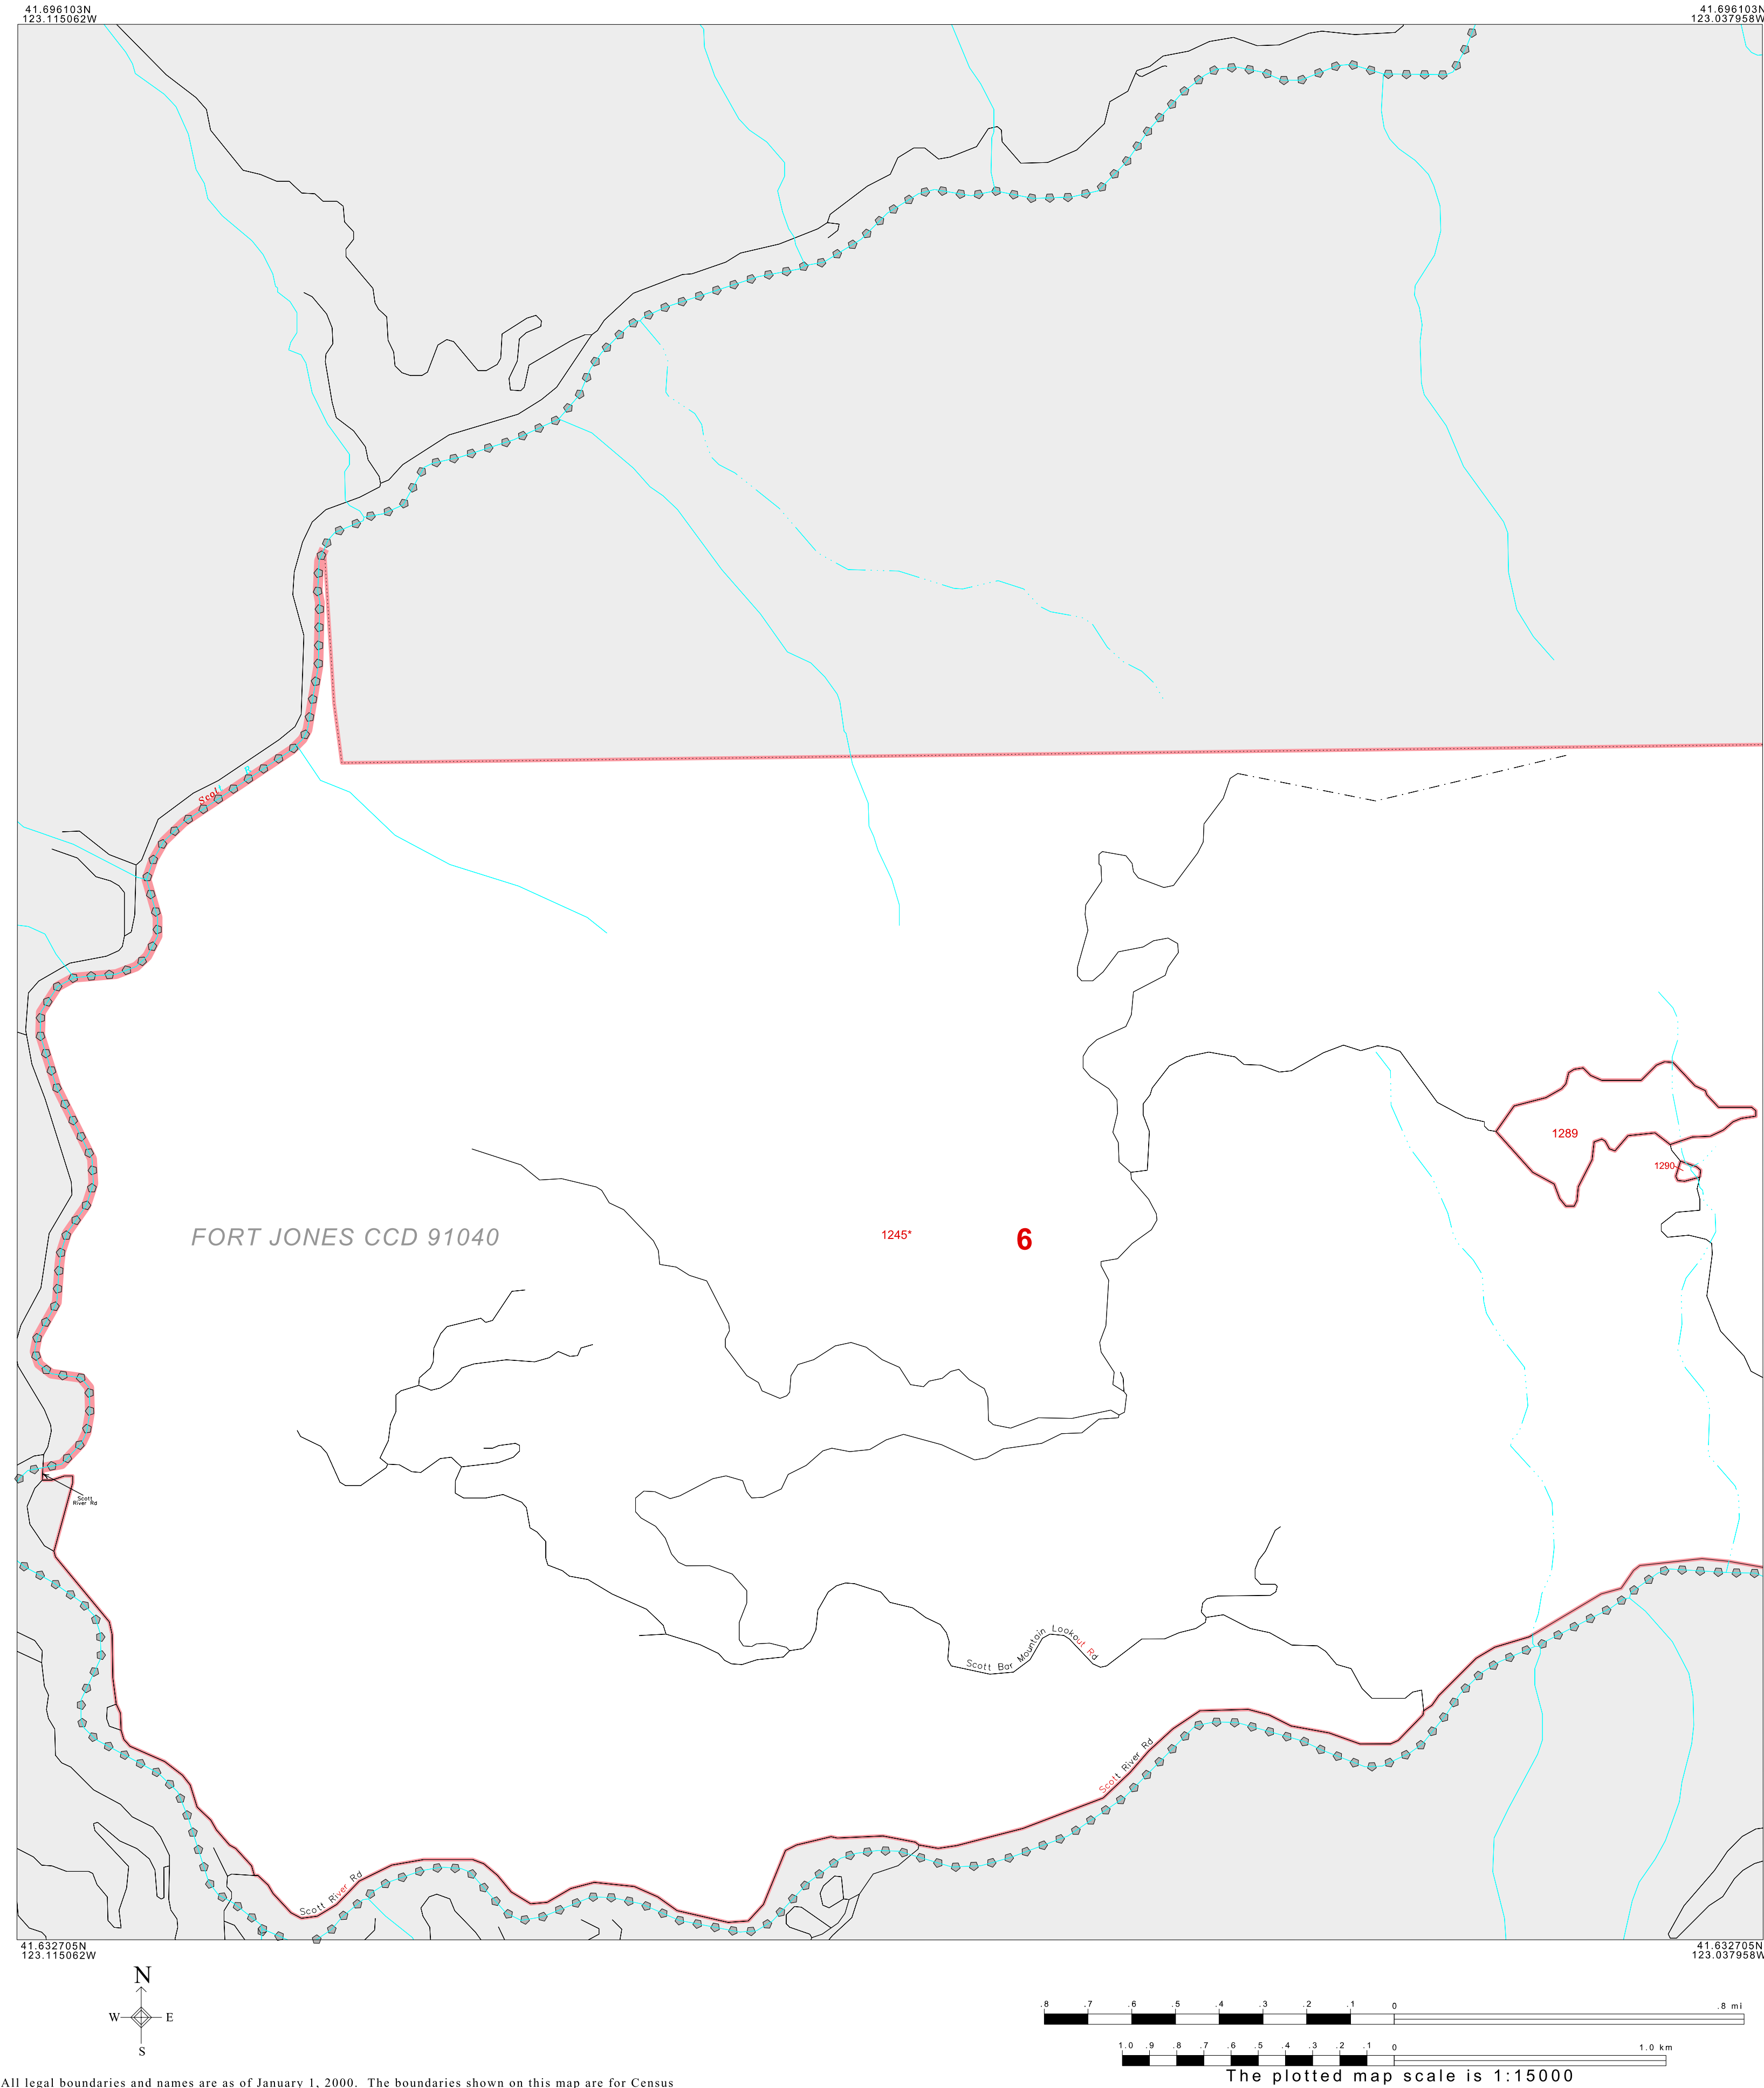 41.696103N
123.115062W
41.696103N
123.037958W
Scot
R
1289
1290
FORT JONES CCD 91040
1245*
6
Scott
River Rd
Scott Bar Mountain Lookout Rd
Scott River Rd
Scott River Rd
41.632705N
123.115062W
41.632705N
123.037958W
N
W
E
S
.8 .7 .6 .5 .4 .3 .2 .1 0 .8 mi
1.0 .9 .8 .7 .6 .5 .4 .3 .2 .1 0 1.0 km
The plotted map scale is 1:15000
All legal boundaries and names are as of January 1, 2000. The boundaries shown on this map are for Census